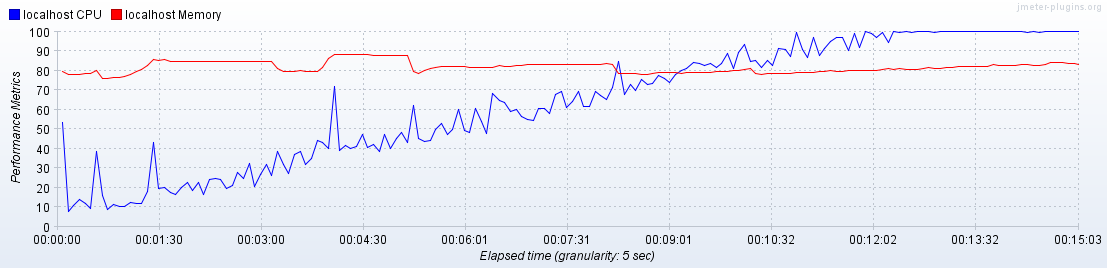 jmeter-plugins.org
localhost CPU localhost Memory
100
90
80
70
60
50
40
30
20
10
0
Performance Metrics
00:00:00 00:01:30 00:03:00 00:04:30 00:06:01 00:07:31 00:09:01 00:10:32 00:12:02 00:13:32 00:15:03
Elapsed time (granularity: 5 sec)